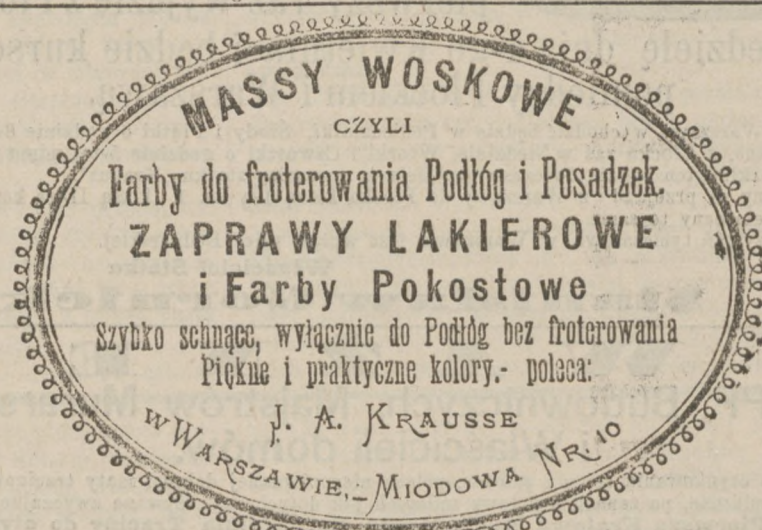 MASSY WOSKOWE
CZYLI
Farby do froterowania Podłóg i Posadzek.
ZAPRAWY LAKIEROWE
i Farby Pokostowe
Szybko schnące, wyłącznie do Podłóg bez froterowania
Piękne i praktyczne kolory.- poleca:
J. A. KRAUSSE
W WARSZAWIE,_ MIODOWA NR. 10